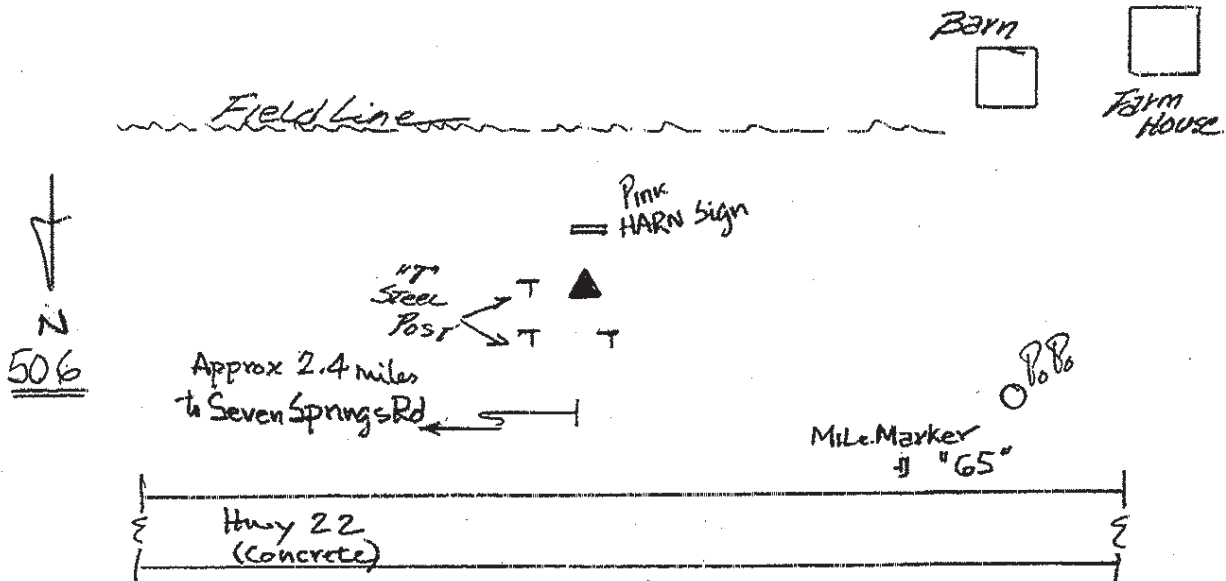 Barn
Farm
House
Field Line
Pink
HARN Sign
"T"
Steel
Post
T
T T
N
506
Approx 2.4 miles
to Seven Springs Rd
P.P.
Mile Marker
"65"
Hwy 22
(Concrete)